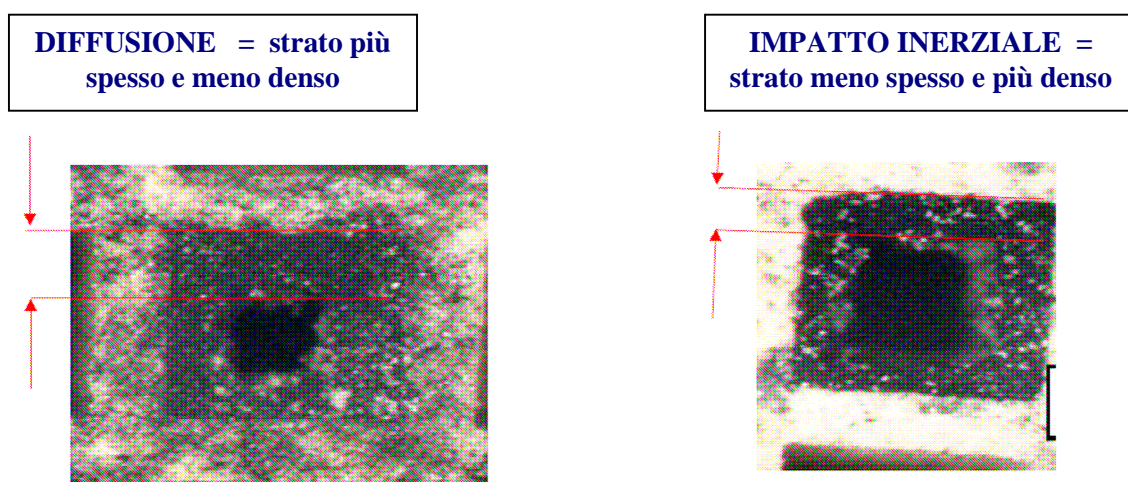 DIFFUSIONE = strato più
spesso e meno denso
IMPATTO INERZIALE =
strato meno spesso e più denso